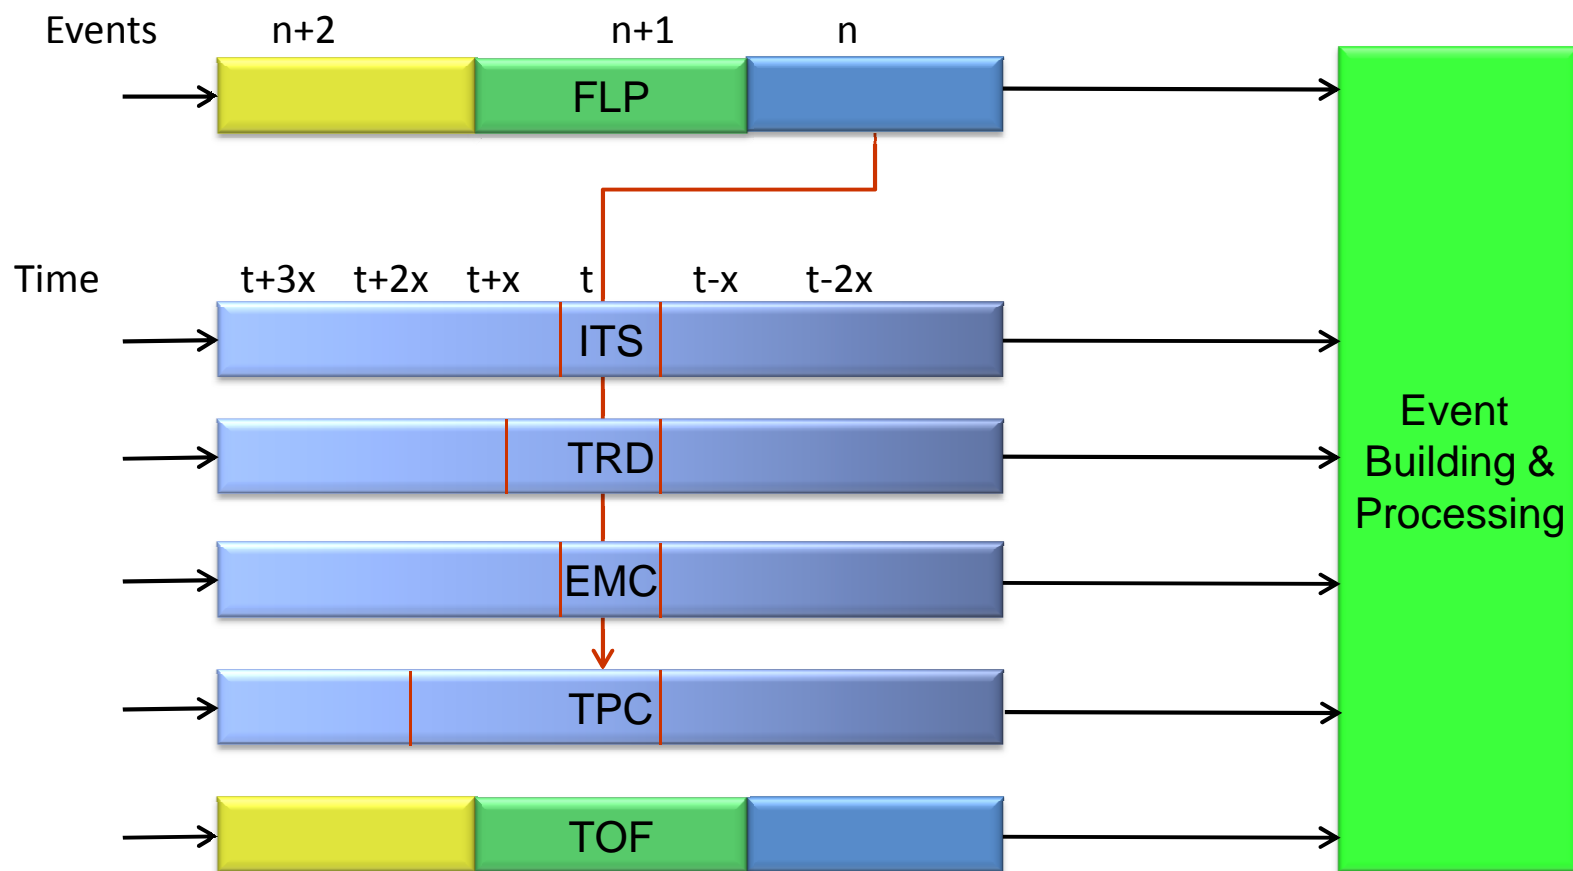 Events n+2 n+1 n
FLP
Time t+3x t+2x t+x t t-x t-2x
ITS
TRD
EMC
TPC
TOF
Event
Building &
Processing